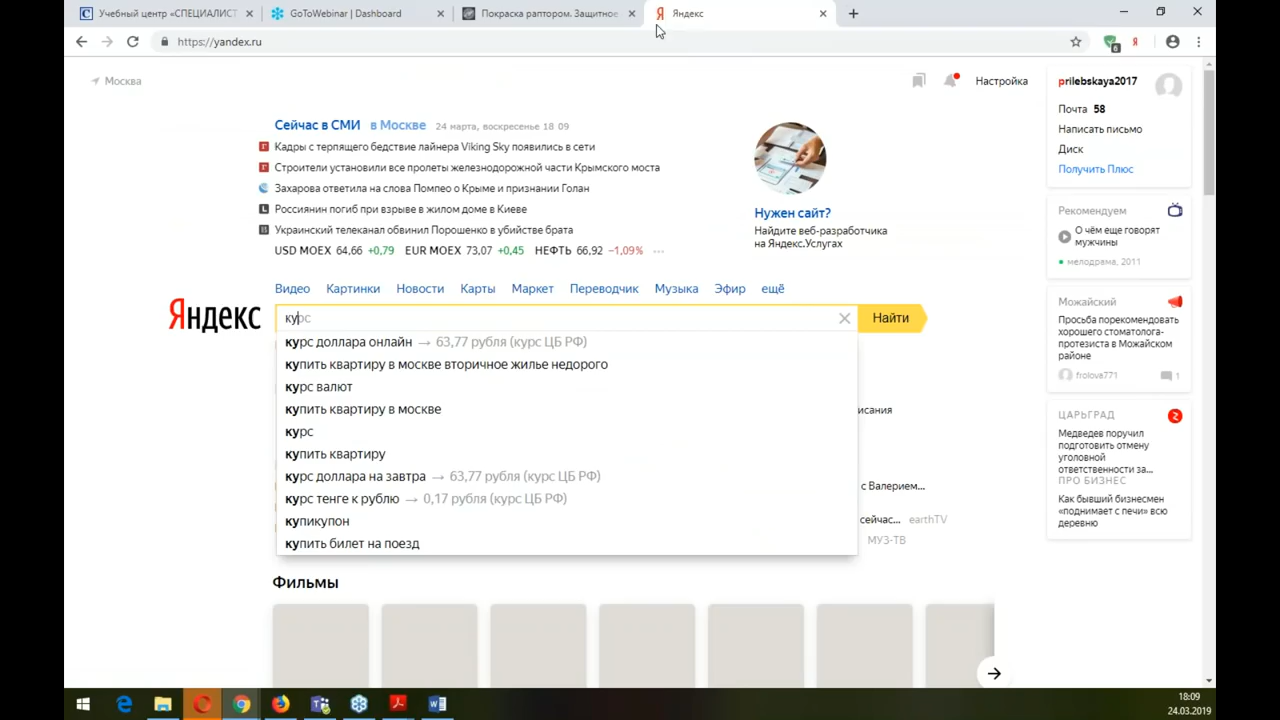 Учебный центр «СПЕЦИАЛИСТ
GoToWebinar | Dashboard
Покраска раптором. Защитное
Яндекс
https://yandex.ru
6
Москва
Настройка
Сейчас в СМИ в Москве 24 марта, воскресенье 18 09
Кадры с терпящего бедствие лайнера Viking Sky появились в сети
Строители установили все пролеты железнодорожной части Крымского моста
Захарова ответила на слова Помпео о Крыме и признании Голан
Россиянин погиб при взрыве в жилом доме в Киеве
Украинский телеканал обвинил Порошенко в убийстве брата
USD MOEX 64,66 +0,79 EUR MOEX 73,07 +0,45 НЕФТЬ 66,92 −1,09% ...
Нужен сайт?
Найдите веб-разработчика
на Яндекс.Услугах
prilebskaya2017
Почта 58
Написать письмо
Диск
Получить Плюс
Рекомендуем
О чём еще говорят
мужчины
мелодрама, 2011
Можайский
Просьба порекомендовать
хорошего стоматолога-
протезиста в Можайском
районе
frolova771
1
ЦАРЬГРАД
Медведев поручил
подготовить отмену
уголовной
ответственности за...
ПРО БИЗНЕС
Как бывший бизнесмен
«поднимает с печи» всю
деревню
Видео Картинки Новости Карты Маркет Переводчик Музыка Эфир ещё
Яндекс
курс
Найти
курс доллара онлайн → 63,77 рубля (курс ЦБ РФ)
купить квартиру в москве вторичное жилье недорого
курс валют
купить квартиру в москве
курс
купить квартиру
курс доллара на завтра → 63,77 рубля (курс ЦБ РФ)
курс тенге к рублю → 0,17 рубля (курс ЦБ РФ)
купикупон
купить билет на поезд
исания
с Валерием...
сейчас... earthTV
МУЗ-ТВ
Фильмы
18:09
24.03.2019